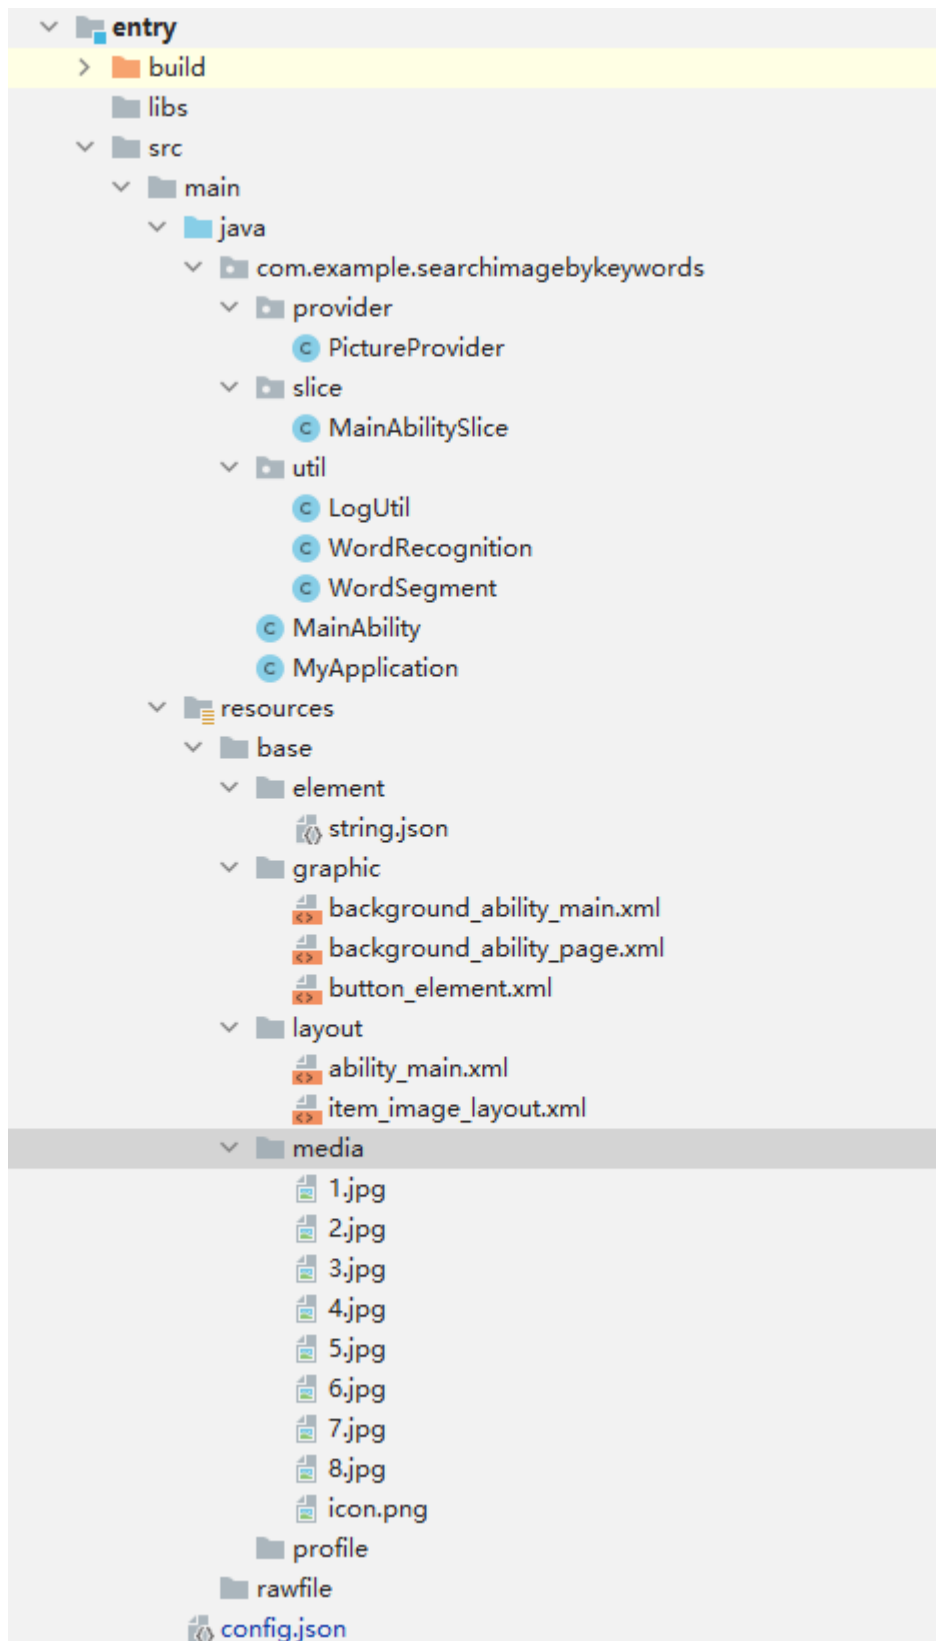 entry
build
libs
src
main
java
com.example.searchimagebykeywords
provider
PictureProvider
slice
MainAbilitySlice
util
LogUtil
WordRecognition
WordSegment
MainAbility
MyApplication
resources
base
element
string.json
graphic
background_ability_main.xml
background_ability_page.xml
button_element.xml
layout
ability_main.xml
item_image_layout.xml
media
1.jpg
2.jpg
3.jpg
4.jpg
5.jpg
6.jpg
7.jpg
8.jpg
icon.png
profile
rawfile
config.json